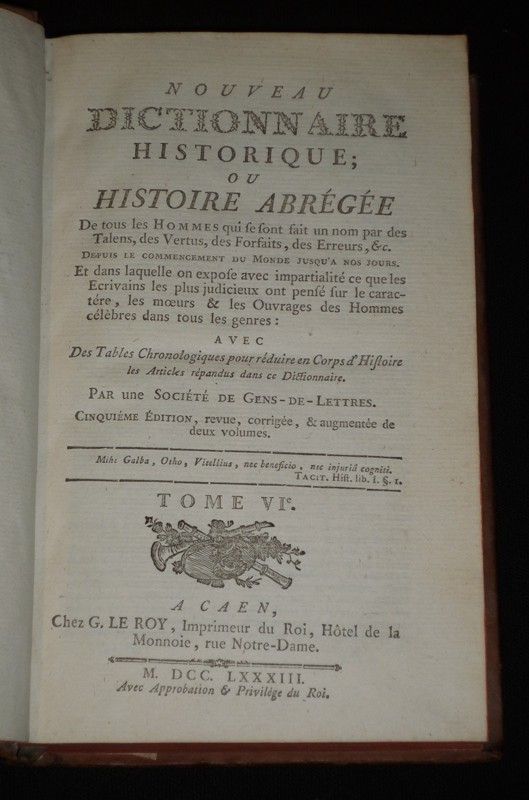 NOUVEAU
DICTIONNAIRE
HISTORIQUE;
OU
HISTOIRE ABRÉGÉE
De tous les HOMMES qui se sont fait un nom par des
Talens, des Vertus, des Forfaits, des Erreurs, &c.
DEPUIS LE COMMENCEMENT DU MONDE JUSQU'A NOS JOURS.
Et dans laquelle on expose avec impartialité ce que les
Ecrivains les plus judicieux ont pensé sur le carac-
tére, les mœurs & les Ouvrages des Hommes
célèbres dans tous les genres:
AVEC
Des Tables Chronologiques pour réduire en Corps d'Histoire
les Articles répandus dans ce Dictionnaire.
PAR une SOCIÉTÉ DE GENS-DE-LETTRES.
CINQUIÉME ÉDITION, revue, corrigée, & augmentée de
deux volumes.
Mihi Galba, Otho, Vitellius, nec beneficio, nec injuriâ cogniti.
TACIT. Hist. lib. I. §. 1.
TOME VIe.
A CAEN,
Chez G. LE ROY, Imprimeur du Roi, Hôtel de la
Monnoie, rue Notre-Dame.
M. DCC. LXXXIII.
Avec Approbation & Privilége du Roi.